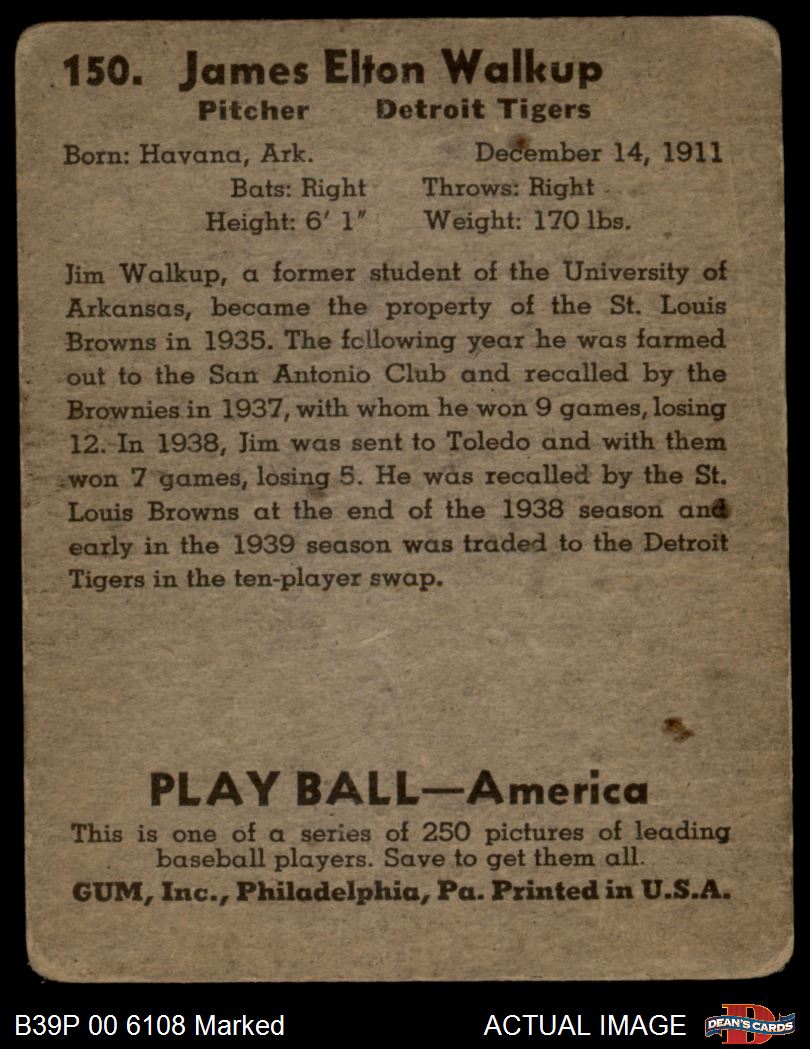 150. James Elton Walkup
Pitcher Detroit Tigers
Born: Havana, Ark. December 14, 1911
Bats: Right Throws: Right
Height: 6' 1" Weight: 170 lbs.
Jim Walkup, a former student of the University of
Arkansas, became the property of the St. Louis
Browns in 1935. The following year he was farmed
out to the San Antonio Club and recalled by the
Brownies in 1937, with whom he won 9 games, losing
12. In 1938, Jim was sent to Toledo and with them
won 7 games, losing 5. He was recalled by the St.
Louis Browns at the end of the 1938 season and
early in the 1939 season was traded to the Detroit
Tigers in the ten-player swap.
PLAY BALL—America
This is one of a series of 250 pictures of leading
baseball players. Save to get them all.
GUM, Inc., Philadelphia, Pa. Printed in U.S.A.
B39P 00 6108 Marked ACTUAL IMAGE D DEAN'S CARDS